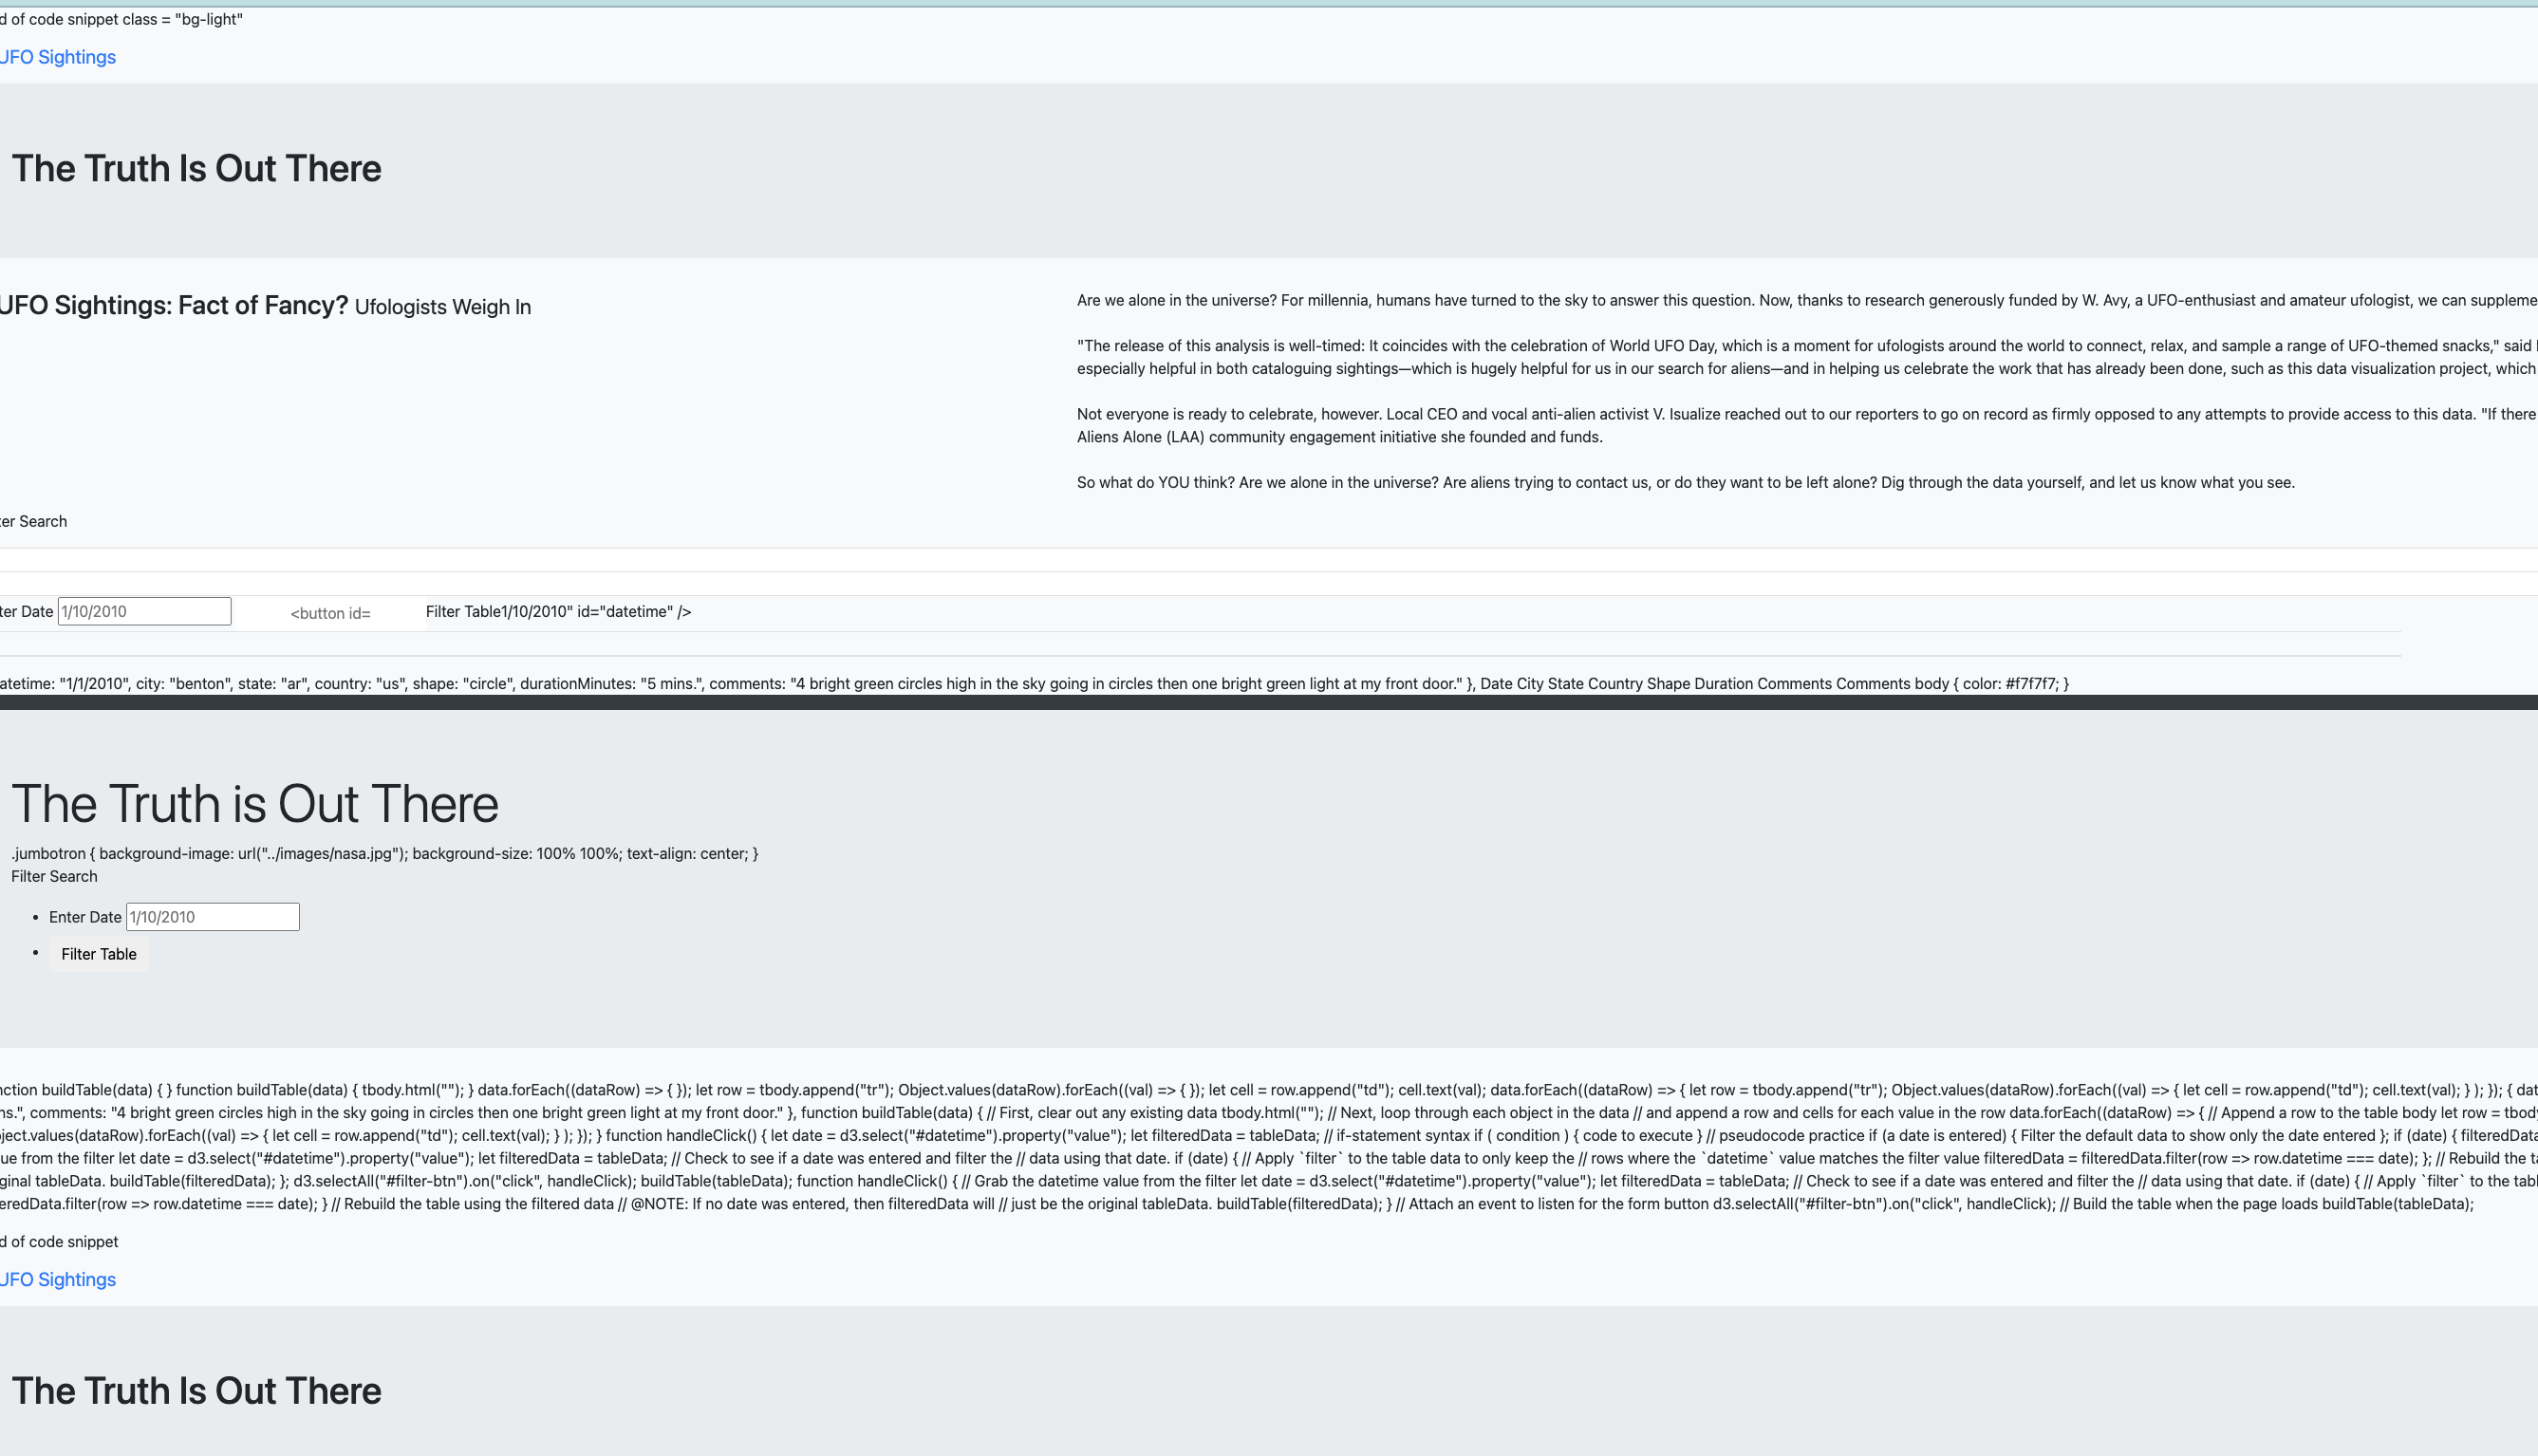 d of code snippet class = "bg-light"
UFO Sightings
The Truth Is Out There
UFO Sightings: Fact of Fancy? Ufologists Weigh In
Are we alone in the universe? For millennia, humans have turned to the sky to answer this question. Now, thanks to research generously funded by W. Avy, a UFO-enthusiast and amateur ufologist, we can suppleme
"The release of this analysis is well-timed: It coincides with the celebration of World UFO Day, which is a moment for ufologists around the world to connect, relax, and sample a range of UFO-themed snacks," said
especially helpful in both cataloguing sightings—which is hugely helpful for us in our search for aliens—and in helping us celebrate the work that has already been done, such as this data visualization project, which
Not everyone is ready to celebrate, however. Local CEO and vocal anti-alien activist V. Isualize reached out to our reporters to go on record as firmly opposed to any attempts to provide access to this data. "If there
Aliens Alone (LAA) community engagement initiative she founded and funds.
So what do YOU think? Are we alone in the universe? Are aliens trying to contact us, or do they want to be left alone? Dig through the data yourself, and let us know what you see.
ter Search
ter Date 1/10/2010 <button id= Filter Table1/10/2010" id="datetime" />
atetime: "1/1/2010", city: "benton", state: "ar", country: "us", shape: "circle", durationMinutes: "5 mins.", comments: "4 bright green circles high in the sky going in circles then one bright green light at my front door." }, Date City State Country Shape Duration Comments Comments body { color: #f7f7f7; }
The Truth is Out There
.jumbotron { background-image: url("../images/nasa.jpg"); background-size: 100% 100%; text-align: center; }
Filter Search
• Enter Date 1/10/2010
• Filter Table
nction buildTable(data) { } function buildTable(data) { tbody.html(""); } data.forEach((dataRow) => { }); let row = tbody.append("tr"); Object.values(dataRow).forEach((val) => { }); let cell = row.append("td"); cell.text(val); data.forEach((dataRow) => { let row = tbody.append("tr"); Object.values(dataRow).forEach((val) => { let cell = row.append("td"); cell.text(val); } ); }); { dat
ns.", comments: "4 bright green circles high in the sky going in circles then one bright green light at my front door." }, function buildTable(data) { // First, clear out any existing data tbody.html(""); // Next, loop through each object in the data // and append a row and cells for each value in the row data.forEach((dataRow) => { // Append a row to the table body let row = tbody
ject.values(dataRow).forEach((val) => { let cell = row.append("td"); cell.text(val); } ); }); } function handleClick() { let date = d3.select("#datetime").property("value"); let filteredData = tableData; // if-statement syntax if ( condition ) { code to execute } // pseudocode practice if (a date is entered) { Filter the default data to show only the date entered }; if (date) { filteredData
ue from the filter let date = d3.select("#datetime").property("value"); let filteredData = tableData; // Check to see if a date was entered and filter the // data using that date. if (date) { // Apply `filter` to the table data to only keep the // rows where the `datetime` value matches the filter value filteredData = filteredData.filter(row => row.datetime === date); }; // Rebuild the ta
ginal tableData. buildTable(filteredData); }; d3.selectAll("#filter-btn").on("click", handleClick); buildTable(tableData); function handleClick() { // Grab the datetime value from the filter let date = d3.select("#datetime").property("value"); let filteredData = tableData; // Check to see if a date was entered and filter the // data using that date. if (date) { // Apply `filter` to the tabl
eredData.filter(row => row.datetime === date); } // Rebuild the table using the filtered data // @NOTE: If no date was entered, then filteredData will // just be the original tableData. buildTable(filteredData); } // Attach an event to listen for the form button d3.selectAll("#filter-btn").on("click", handleClick); // Build the table when the page loads buildTable(tableData);
d of code snippet
UFO Sightings
The Truth Is Out There